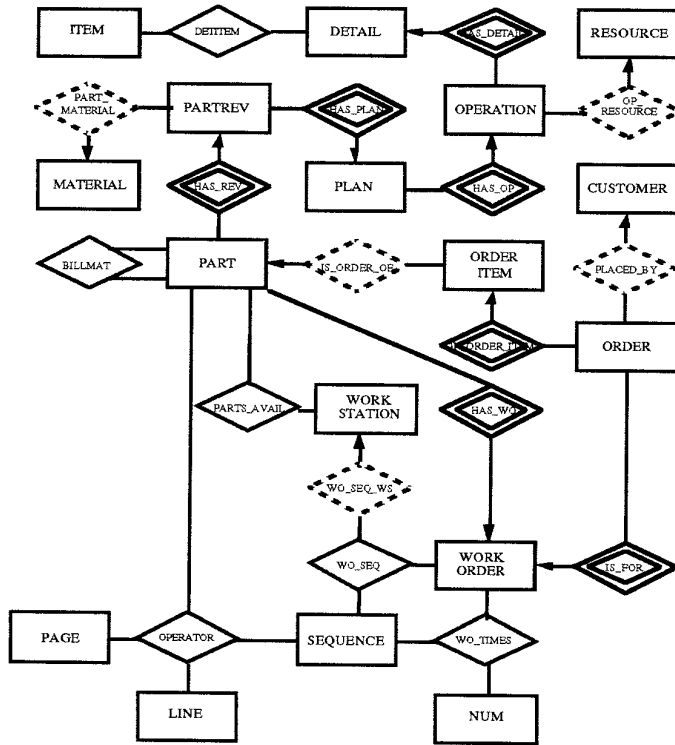 ITEM
DETITEM
DETAIL
HAS_DETAIL
RESOURCE
PART_
MATERIAL
PARTREV
HAS_PLAN
OPERATION
OP
RESOURCE
MATERIAL
HAS_REV
PLAN
HAS_OP
CUSTOMER
BILLMAT
PART
IS_ORDER_OF
ORDER
ITEM
PLACED_BY
ORDER_ITEM
ORDER
PARTS_AVAIL
WORK
STATION
HAS_WO
WO_SEQ_WS
WO_SEQ
WORK
ORDER
IS_FOR
PAGE
OPERATOR
SEQUENCE
WO_TIMES
LINE
NUM